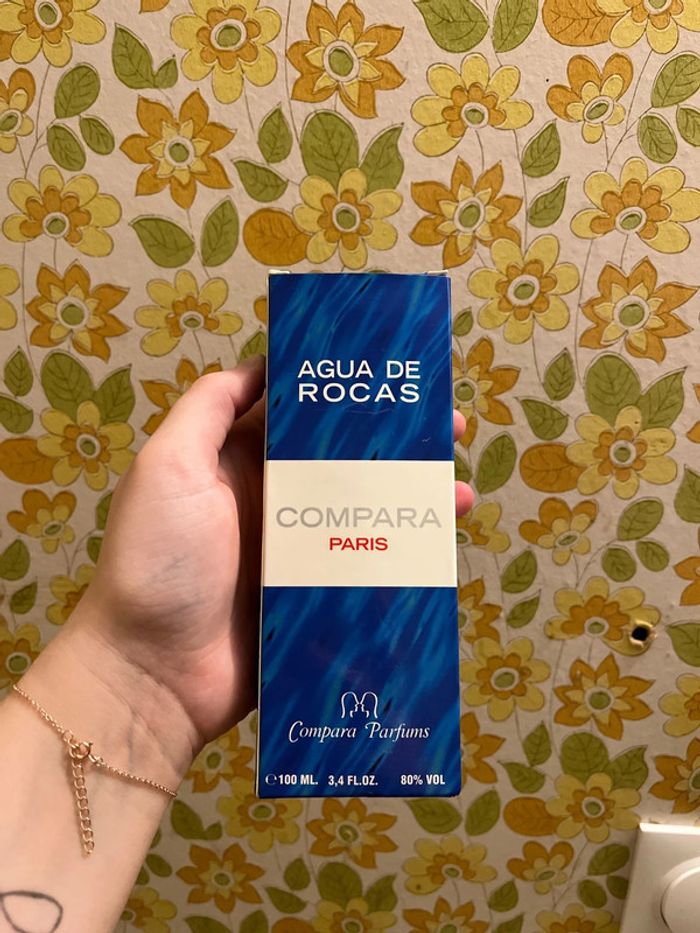 AGUA DE
ROCAS
COMPARA
PARIS
Compara Parfums
℮100 ML. 3,4 FL.OZ. 80% VOL